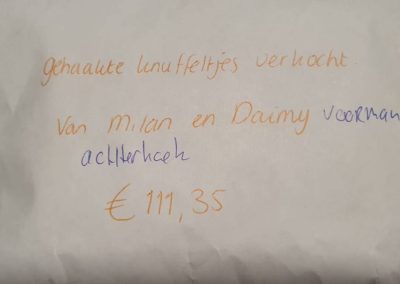 gehaakte knuffeltjes verkocht.
Van Milan en Daimy Voorman
achterhoek
€ 111,35